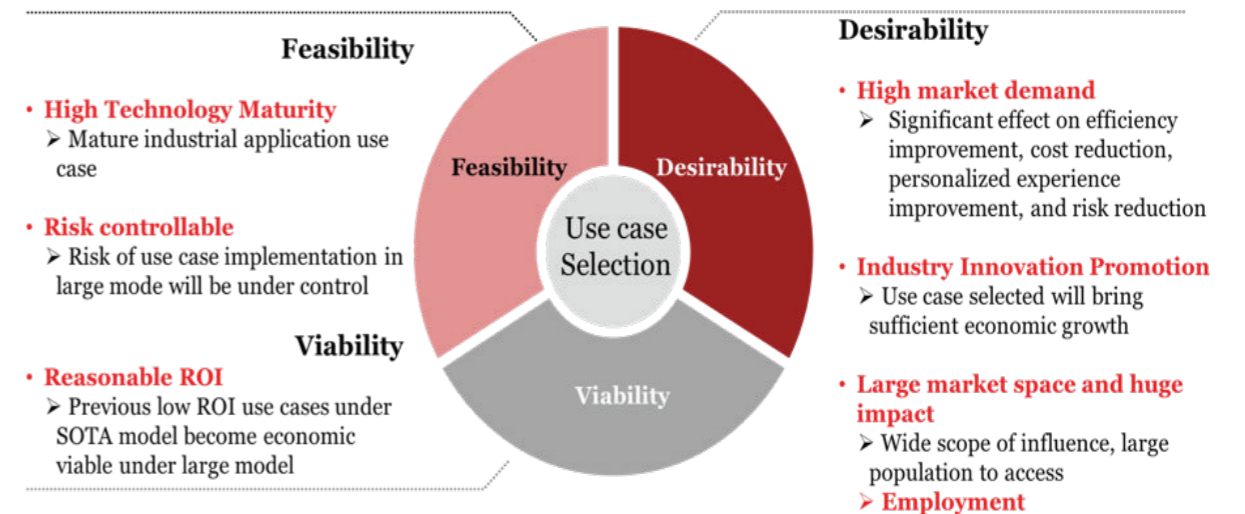 Feasibility
• High Technology Maturity
➢ Mature industrial application use
case
• Risk controllable
➢ Risk of use case implementation in
large mode will be under control
Viability
• Reasonable ROI
➢ Previous low ROI use cases under
SOTA model become economic
viable under large model
Feasibility
Desirability
Use case
Selection
Viability
Desirability
• High market demand
➢ Significant effect on efficiency
improvement, cost reduction,
personalized experience
improvement, and risk reduction
• Industry Innovation Promotion
➢ Use case selected will bring
sufficient economic growth
• Large market space and huge
impact
➢ Wide scope of influence, large
population to access
➢ Employment